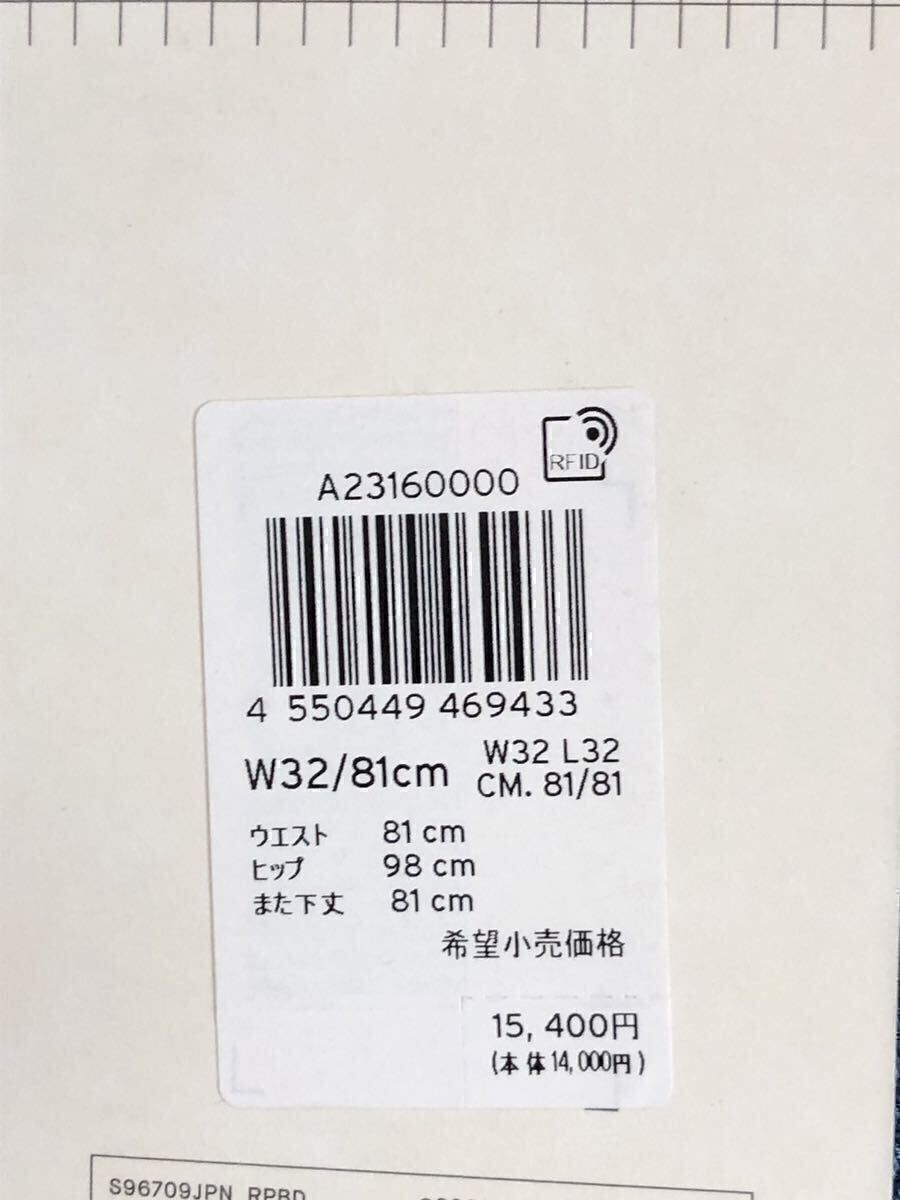 RFID
A23160000
4 550449 469433
W32/81cm
W32 L32
CM. 81/81
ウエスト 81 cm
ヒップ 98 cm
また下丈 81 cm
希望小売価格
15,400円
(本体14,000円)
S96709JPN RPBD